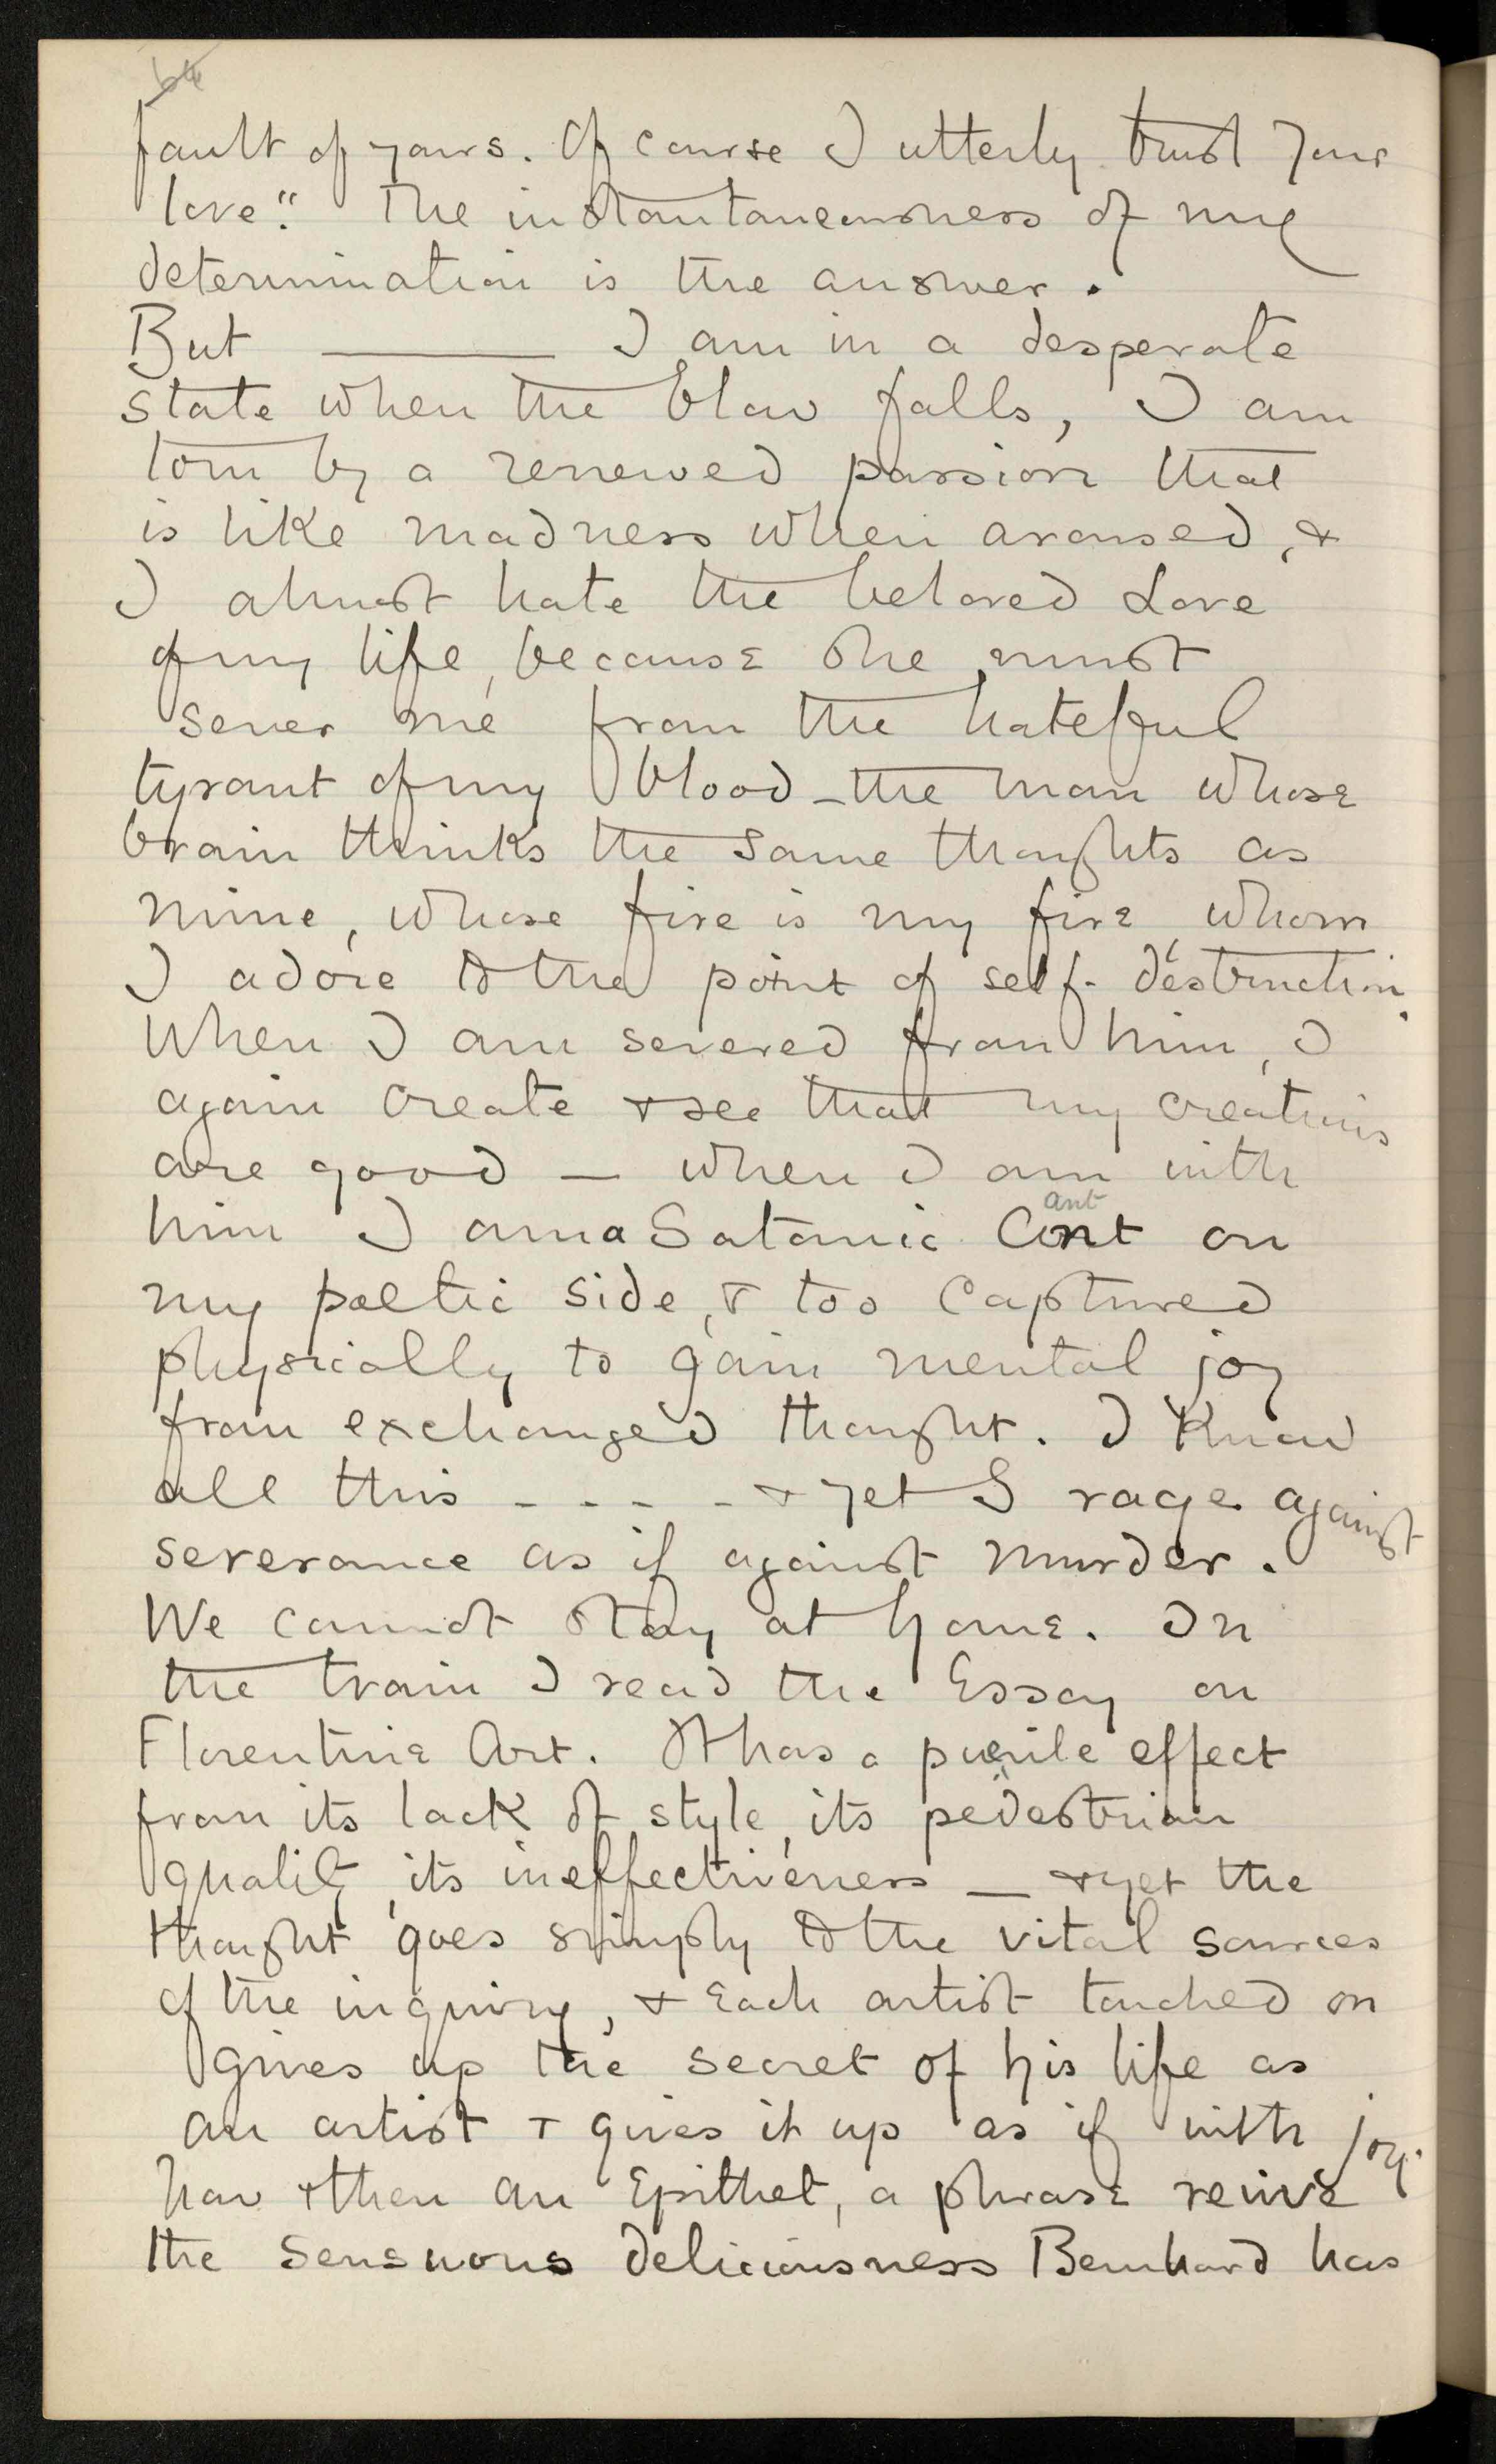 64
fault of yours. Of course I utterly trust your
love". The instantaneousness of my
determination is the answer.
But ——— I am in a desperate
state when the blow falls, I am
torn by a renewed passion that
is like madness when aroused, &
I almost hate the beloved Love
of my life, because she must
sever me from the hateful
tyrant of my blood – the man whose
brain thinks the same thoughts as
mine, whose fire is my fire whom
I adore to the point of self-destruction.
When I am severed from him, I
again create & see that my creations
are good — when I am with
him I am a Satanic Cant on
ant
my poetic side, & too captured
physically to gain mental joy
from exchanged thought. I know
all this - - - - & yet I rage against
severance as if against murder.
We cannot stay at home. In
the train I read the Essay on
Florentine Art. It has a puerile effect
from its lack of style, its pedestrian
quality, its ineffectiveness — & yet the
thought goes simply to the vital sources
of the inquiry, & each artist touched on
gives up the secret of his life as
an artist & gives it up as if with joy.
Now & then an Epithet, a phrase revive
the sensuous deliciousness Bernhard has